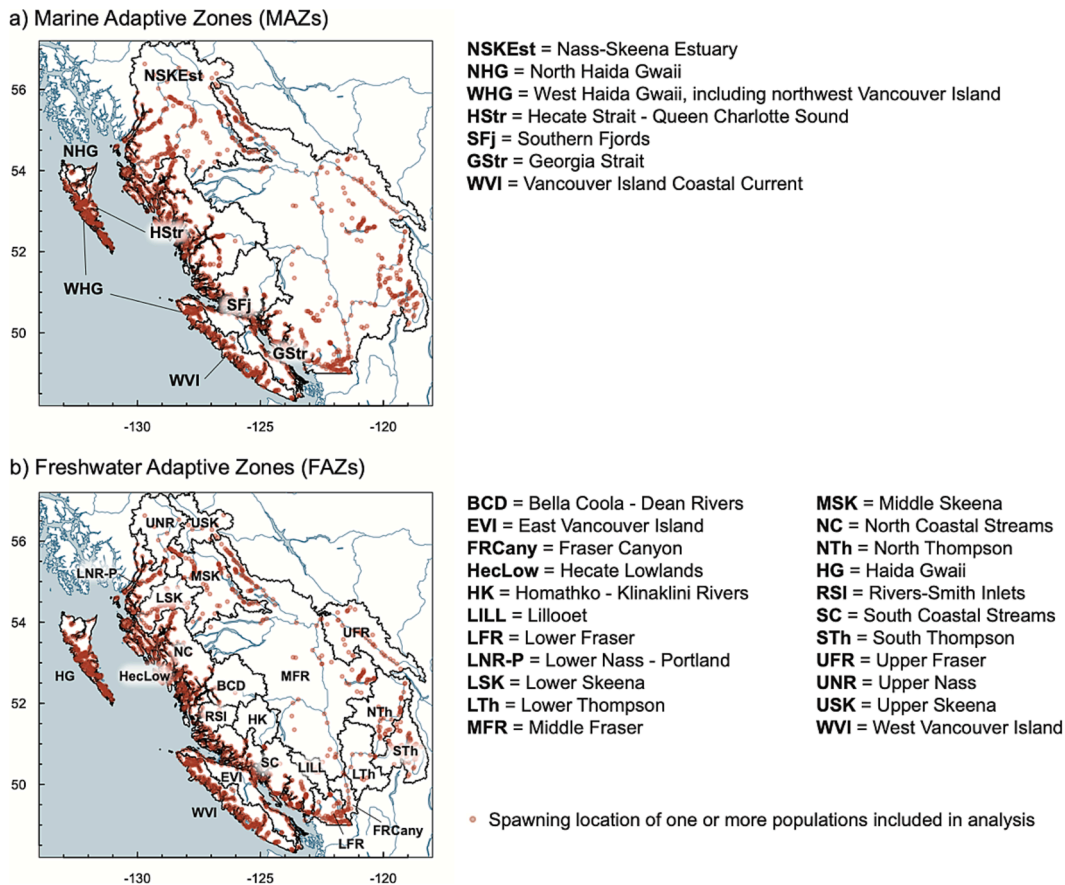 a) Marine Adaptive Zones (MAZs)
NSKEst = Nass-Skeena Estuary
NHG = North Haida Gwaii
WHG = West Haida Gwaii, including northwest Vancouver Island
HStr = Hecate Strait - Queen Charlotte Sound
SFj = Southern Fjords
GStr = Georgia Strait
WVI = Vancouver Island Coastal Current
NSKEst
56
NHG
54
HStr
52
WHG
SFj
50
GStr
WVI
-130 -125 -120
b) Freshwater Adaptive Zones (FAZs)
BCD = Bella Coola - Dean Rivers
EVI = East Vancouver Island
FRCany = Fraser Canyon
HecLow = Hecate Lowlands
HK = Homathko - Klinaklini Rivers
LILL = Lillooet
LFR = Lower Fraser
LNR-P = Lower Nass - Portland
LSK = Lower Skeena
LTh = Lower Thompson
MFR = Middle Fraser
MSK = Middle Skeena
NC = North Coastal Streams
NTh = North Thompson
HG = Haida Gwaii
RSI = Rivers-Smith Inlets
SC = South Coastal Streams
STh = South Thompson
UFR = Upper Fraser
UNR = Upper Nass
USK = Upper Skeena
WVI = West Vancouver Island
UNR USK
56
LNR-P MSK
LSK
54
UFR
NC
HG HecLow MFR
BCD
52
NTh
RSI HK
STh
SC LILL LTh
EVI
50
WVI
FRCany
LFR
-130 -125 -120
Spawning location of one or more populations included in analysis